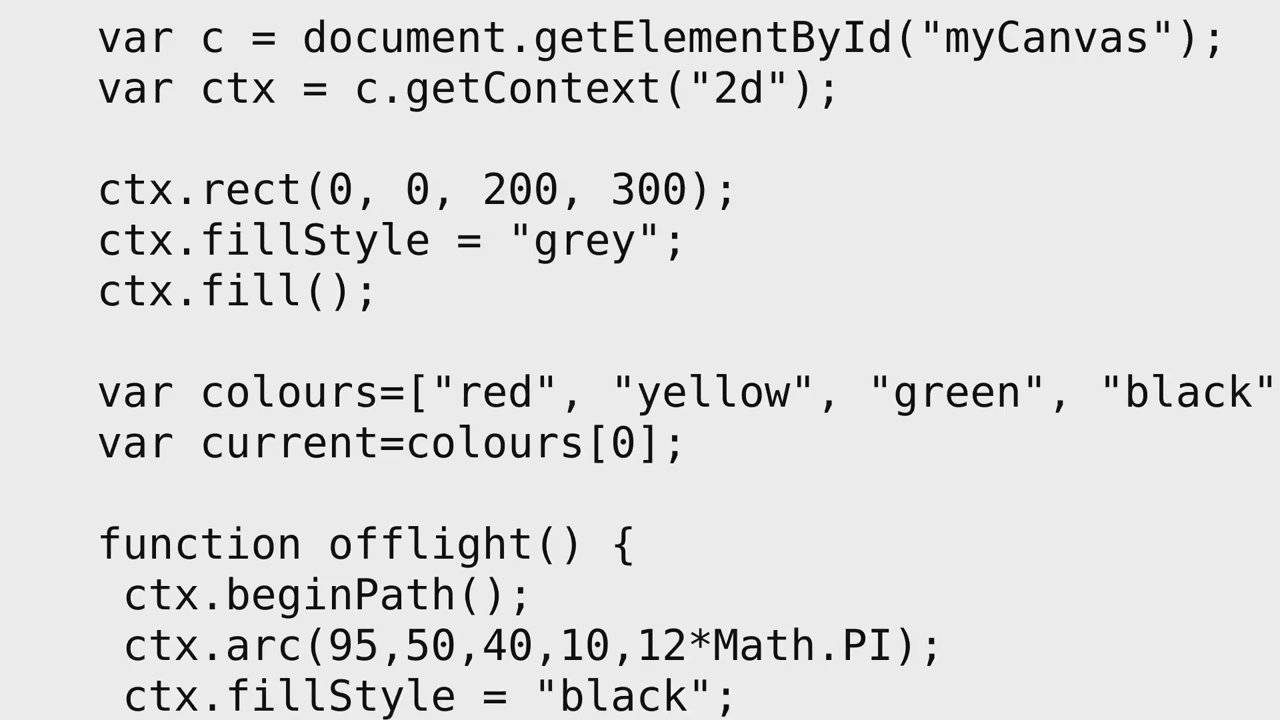 var c = document.getElementById("myCanvas");
var ctx = c.getContext("2d");
ctx.rect(0, 0, 200, 300);
ctx.fillStyle = "grey";
ctx.fill();
var colours=["red", "yellow", "green", "black"
var current=colours[0];
function offlight() {
ctx.beginPath();
ctx.arc(95,50,40,10,12*Math.PI);
ctx.fillStyle = "black";